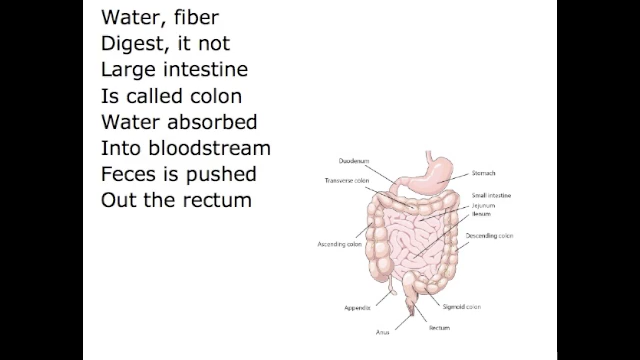 Water, fiber
Digest, it not
Large intestine
Is called colon
Water absorbed
Into bloodstream
Feces is pushed
Out the rectum
Duodenum
Stomach
Transverse colon
Small intestine
Jejunum
Ilenum
Descending colon
Ascending colon
Appendix
Sigmoid colon
Rectum
Anus